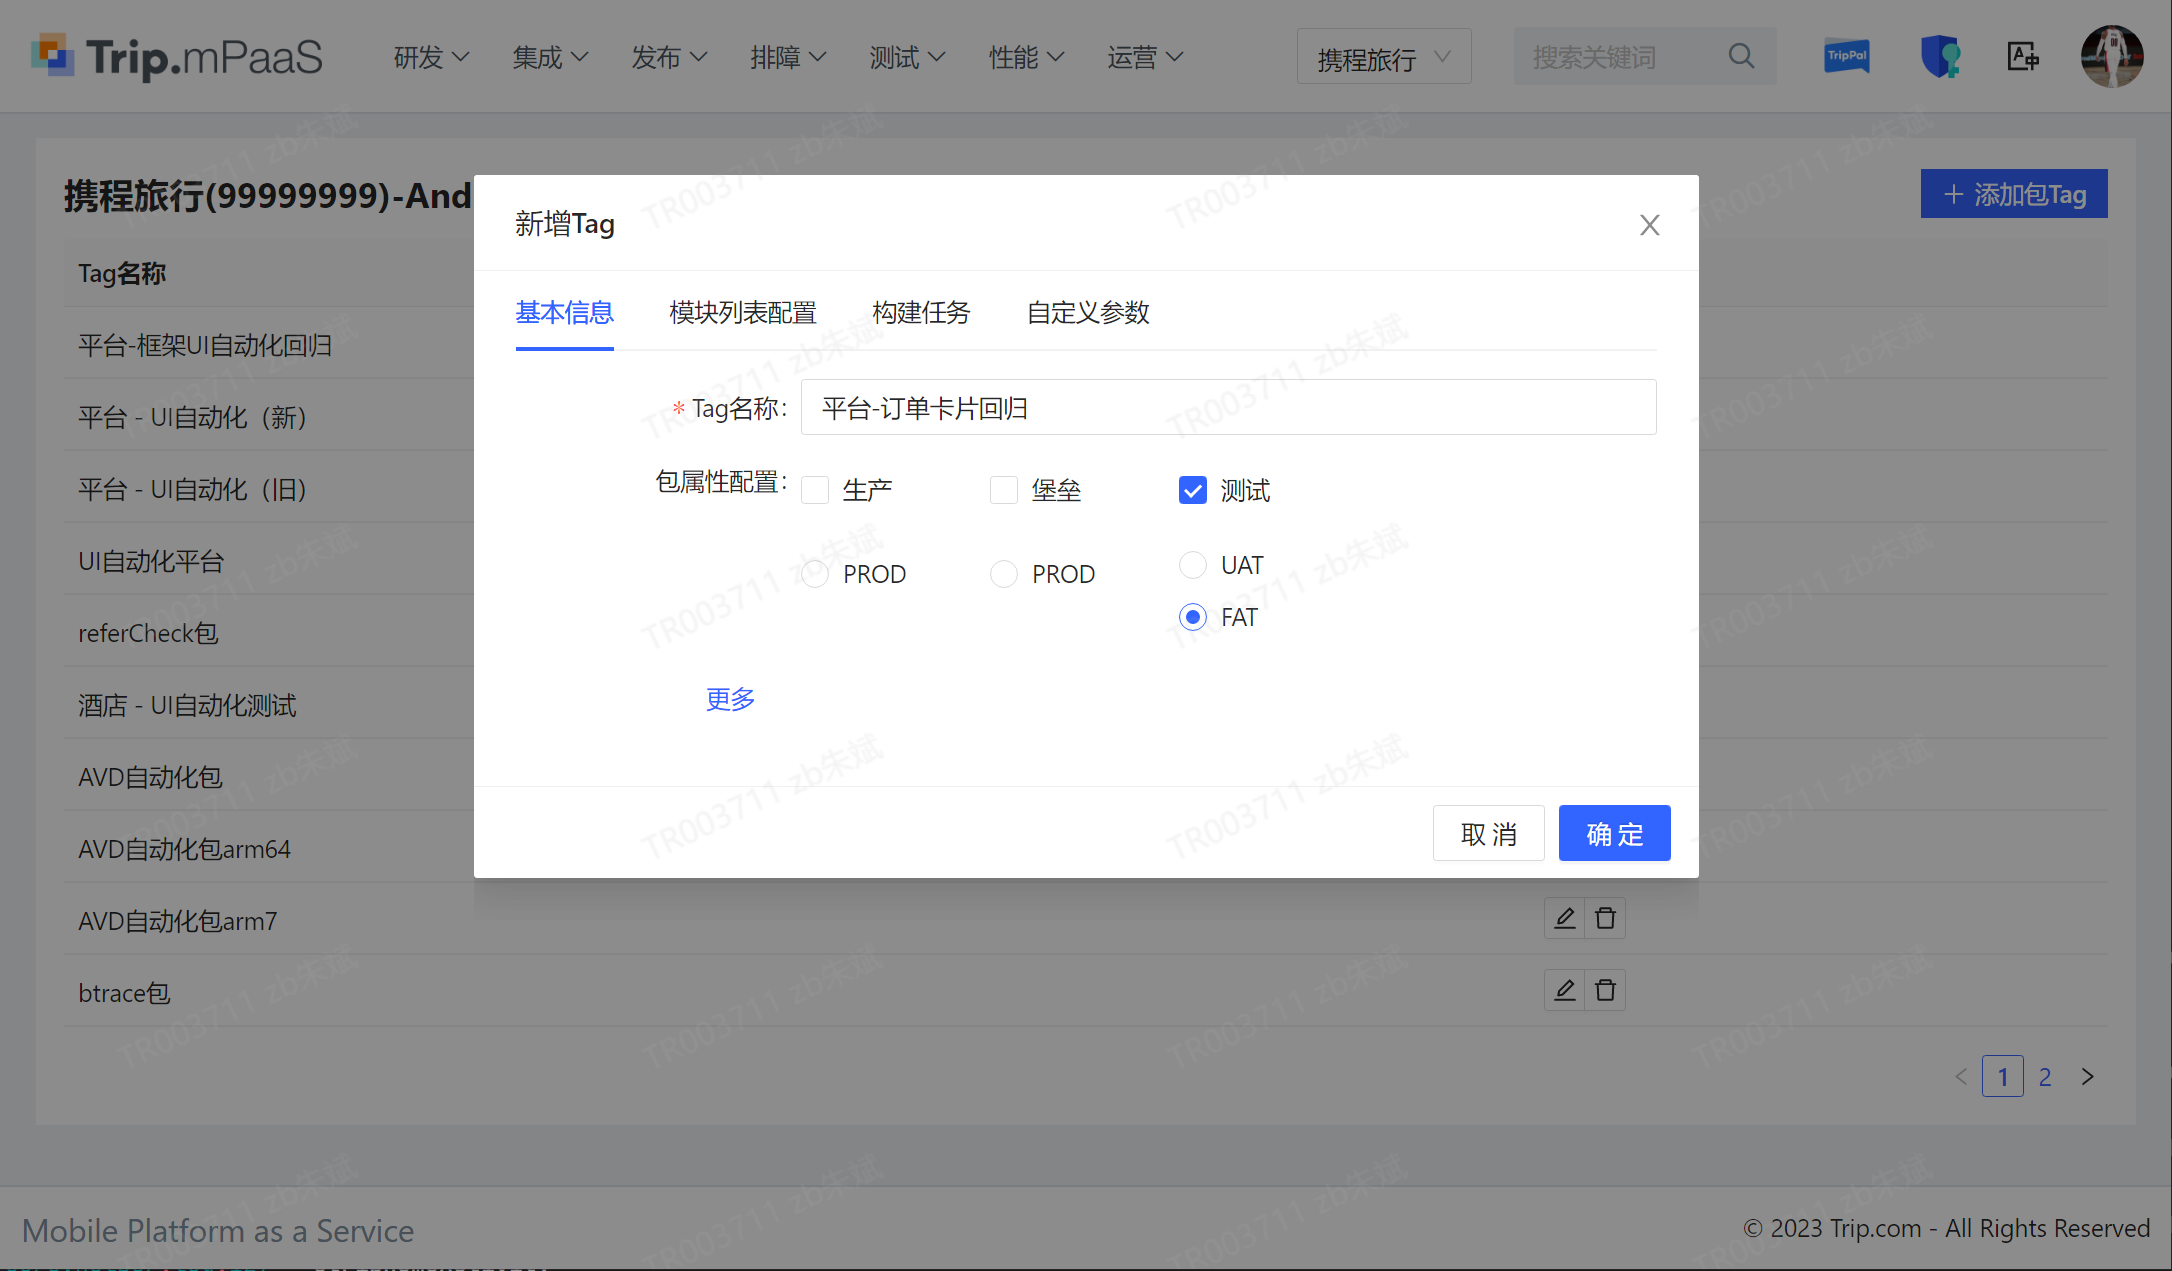 Trip.mPaaS
研发 集成 发布 排障 测试 性能 运营 携程旅行 搜索关键词 TripPal A中
携程旅行(99999999)-And
添加包Tag
Tag名称
平台-框架UI自动化回归
平台 - UI自动化（新）
平台 - UI自动化（旧）
UI自动化平台
referCheck包
酒店 - UI自动化测试
AVD自动化包
AVD自动化包arm64
AVD自动化包arm7
btrace包
新增Tag
基本信息 模块列表配置 构建任务 自定义参数
* Tag名称: 平台-订单卡片回归
包属性配置: 生产 堡垒 测试
PROD PROD UAT
FAT
更多
取 消 确 定
1 2
Mobile Platform as a Service
© 2023 Trip.com - All Rights Reserved
TR003711 zb朱斌